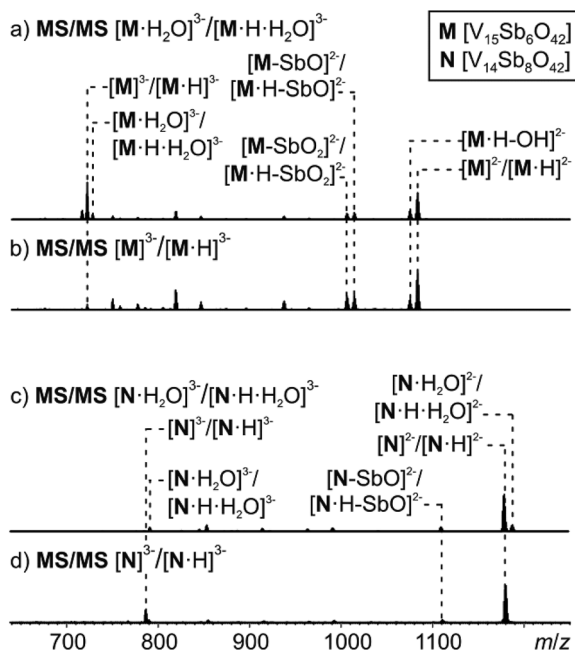 a) MS/MS [M·H₂O]³⁻/[M·H·H₂O]³⁻
M [V₁₅Sb₆O₄₂]
N [V₁₄Sb₈O₄₂]
[M]³⁻/[M·H]³⁻
[M·H₂O]³⁻/
[M·H·H₂O]³⁻
[M-SbO]²⁻/
[M·H-SbO]²⁻
[M-SbO₂]²⁻/
[M·H-SbO₂]²⁻
[M·H-OH]²⁻
[M]²⁻/[M·H]²⁻
b) MS/MS [M]³⁻/[M·H]³⁻
c) MS/MS [N·H₂O]³⁻/[N·H·H₂O]³⁻
[N]³⁻/[N·H]³⁻
[N·H₂O]³⁻/
[N·H·H₂O]³⁻
[N·H₂O]²⁻/
[N·H·H₂O]²⁻
[N]²⁻/[N·H]²⁻
[N-SbO]²⁻/
[N·H-SbO]²⁻
d) MS/MS [N]³⁻/[N·H]³⁻
700 800 900 1000 1100 m/z